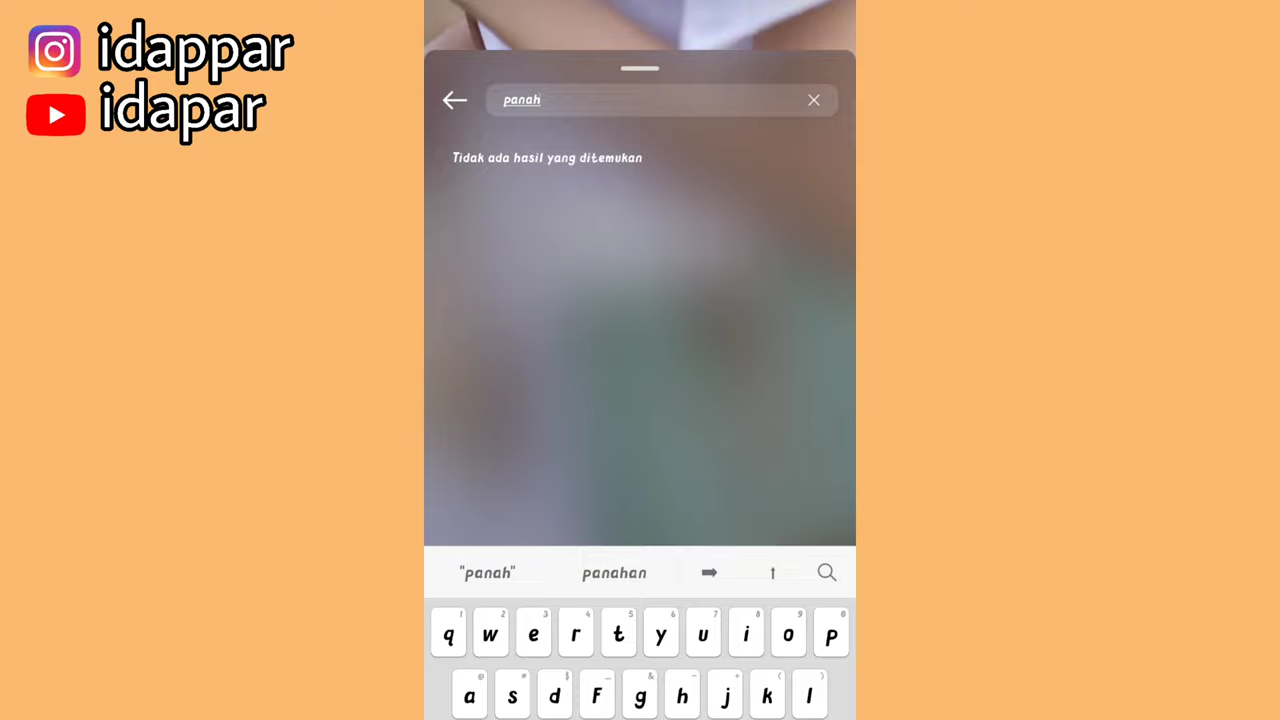 idappar
idapar
panah
Tidak ada hasil yang ditemukan
"panah" panahan ➡ ↑
1 2 3 4 5 6 7 8 9 0
q w e r t y u i o p
@ # $ _ & - + ( )
a s d F g h j k l